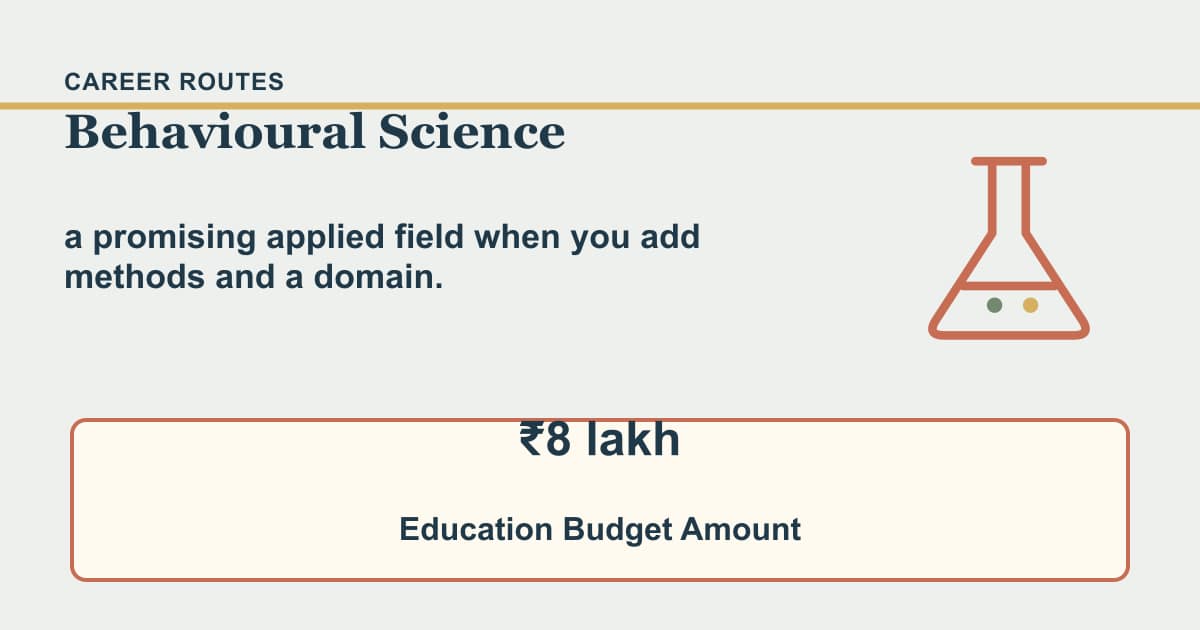 CAREER ROUTES
Behavioural Science
a promising applied field when you add
methods and a domain.
₹8 lakh
Education Budget Amount